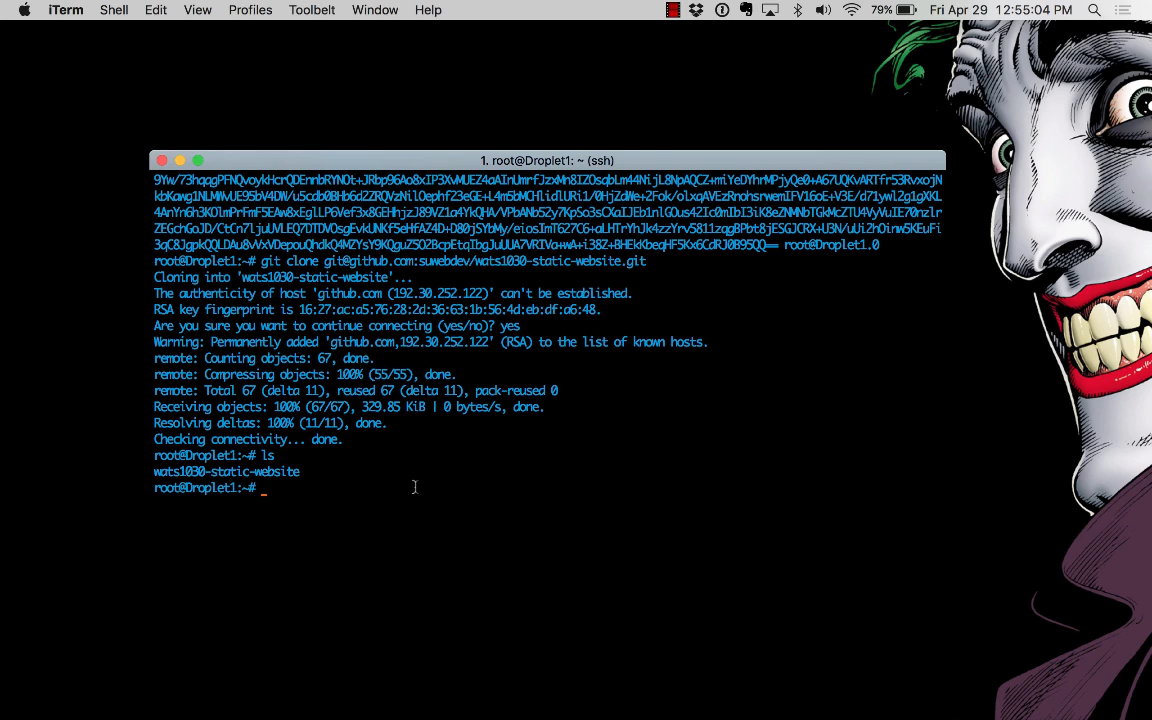 iTerm Shell Edit View Profiles Toolbelt Window Help 79% Fri Apr 29 12:55:04 PM
1. root@Droplet1: ~ (ssh)
root@Droplet1.0
root@Droplet1:~# git clone git@github.com:suwebdev/wats1030-static-website.git
Cloning into 'wats1030-static-website'...
The authenticity of host 'github.com (192.30.252.122)' can't be established.
RSA key fingerprint is 16:27:ac:a5:76:28:2d:36:63:1b:56:4d:eb:df:a6:48.
Are you sure you want to continue connecting (yes/no)? yes
Warning: Permanently added 'github.com,192.30.252.122' (RSA) to the list of known hosts.
remote: Counting objects: 67, done.
remote: Compressing objects: 100% (55/55), done.
remote: Total 67 (delta 11), reused 67 (delta 11), pack-reused 0
Receiving objects: 100% (67/67), 329.85 KiB | 0 bytes/s, done.
Resolving deltas: 100% (11/11), done.
Checking connectivity... done.
root@Droplet1:~# ls
wats1030-static-website
root@Droplet1:~#